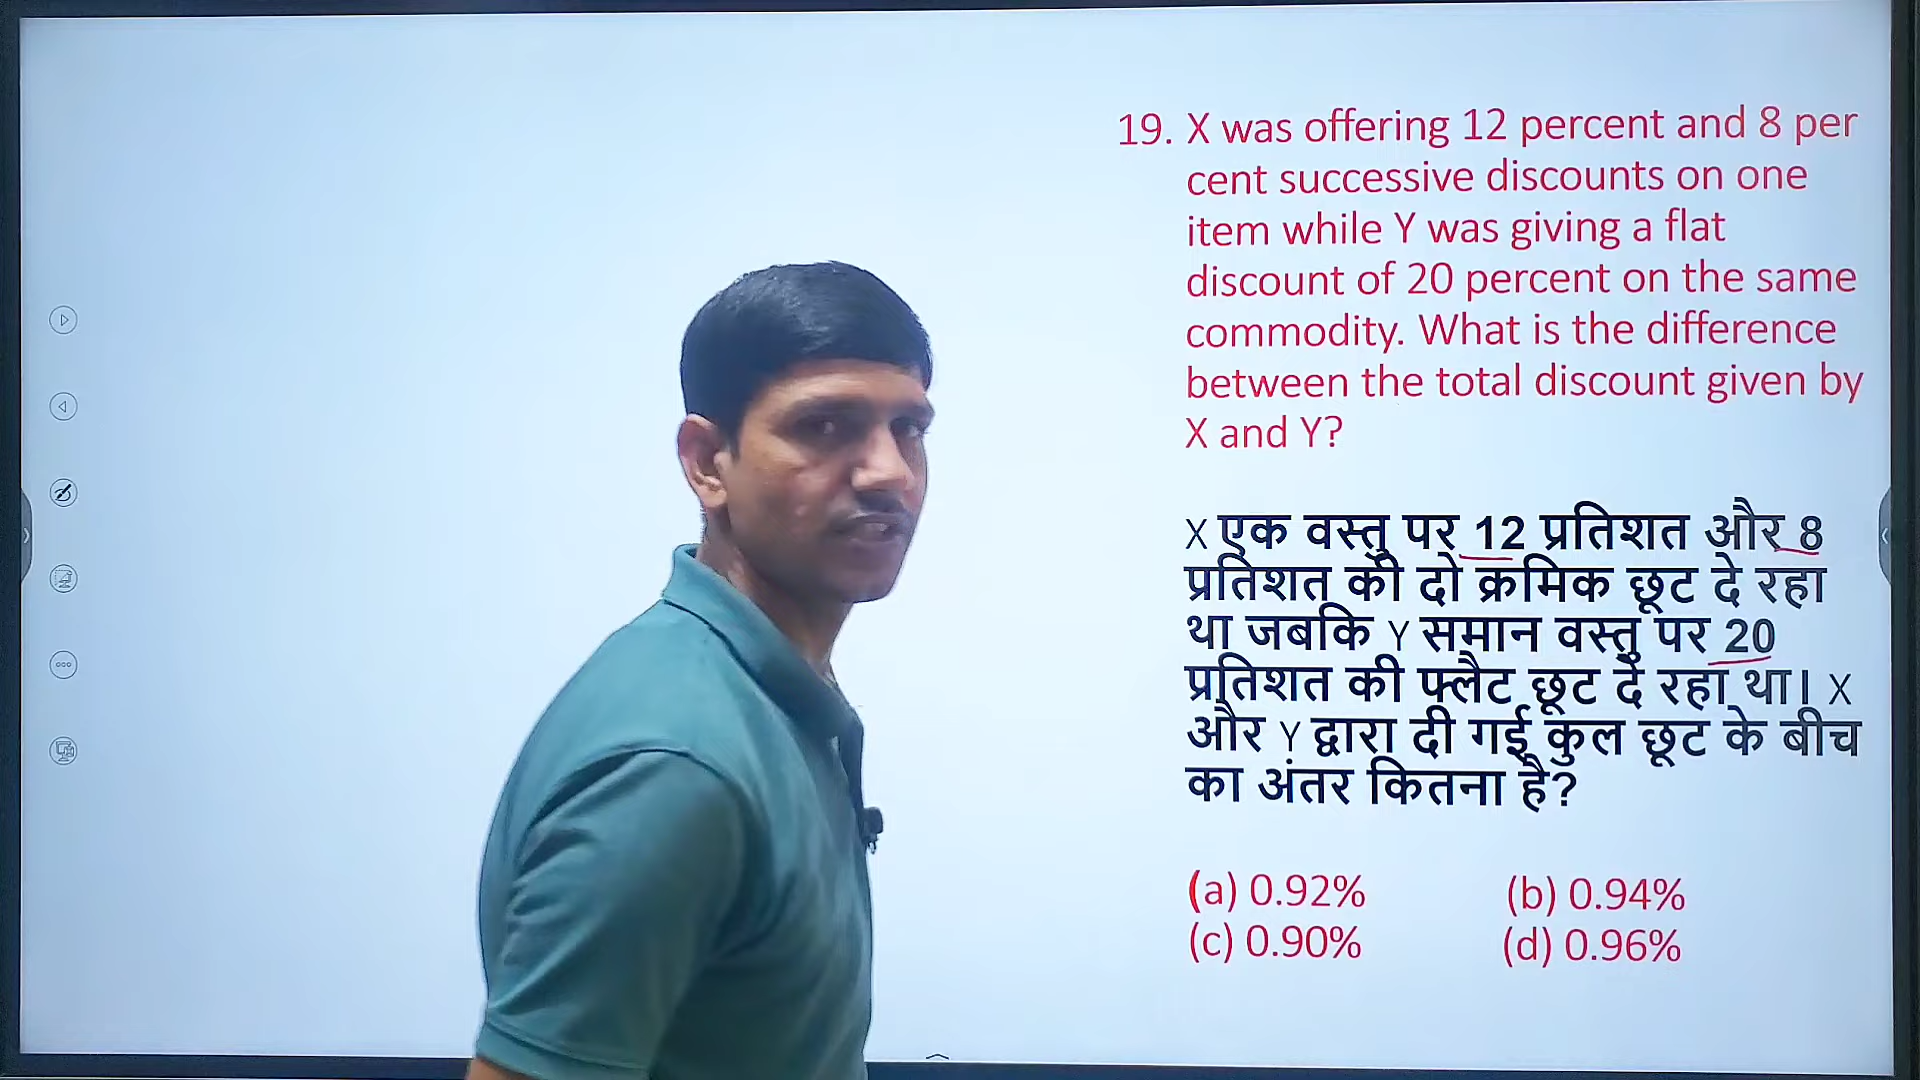 19. X was offering 12 percent and 8 per
cent successive discounts on one
item while Y was giving a flat
discount of 20 percent on the same
commodity. What is the difference
between the total discount given by
X and Y?
X एक वस्तु पर 12 प्रतिशत और 8
प्रतिशत की दो क्रमिक छूट दे रहा
था जबकि Y समान वस्तु पर 20
प्रतिशत की फ्लैट छूट दे रहा था। X
और Y द्वारा दी गई कुल छूट के बीच
का अंतर कितना है?
(a) 0.92% (b) 0.94%
(c) 0.90% (d) 0.96%